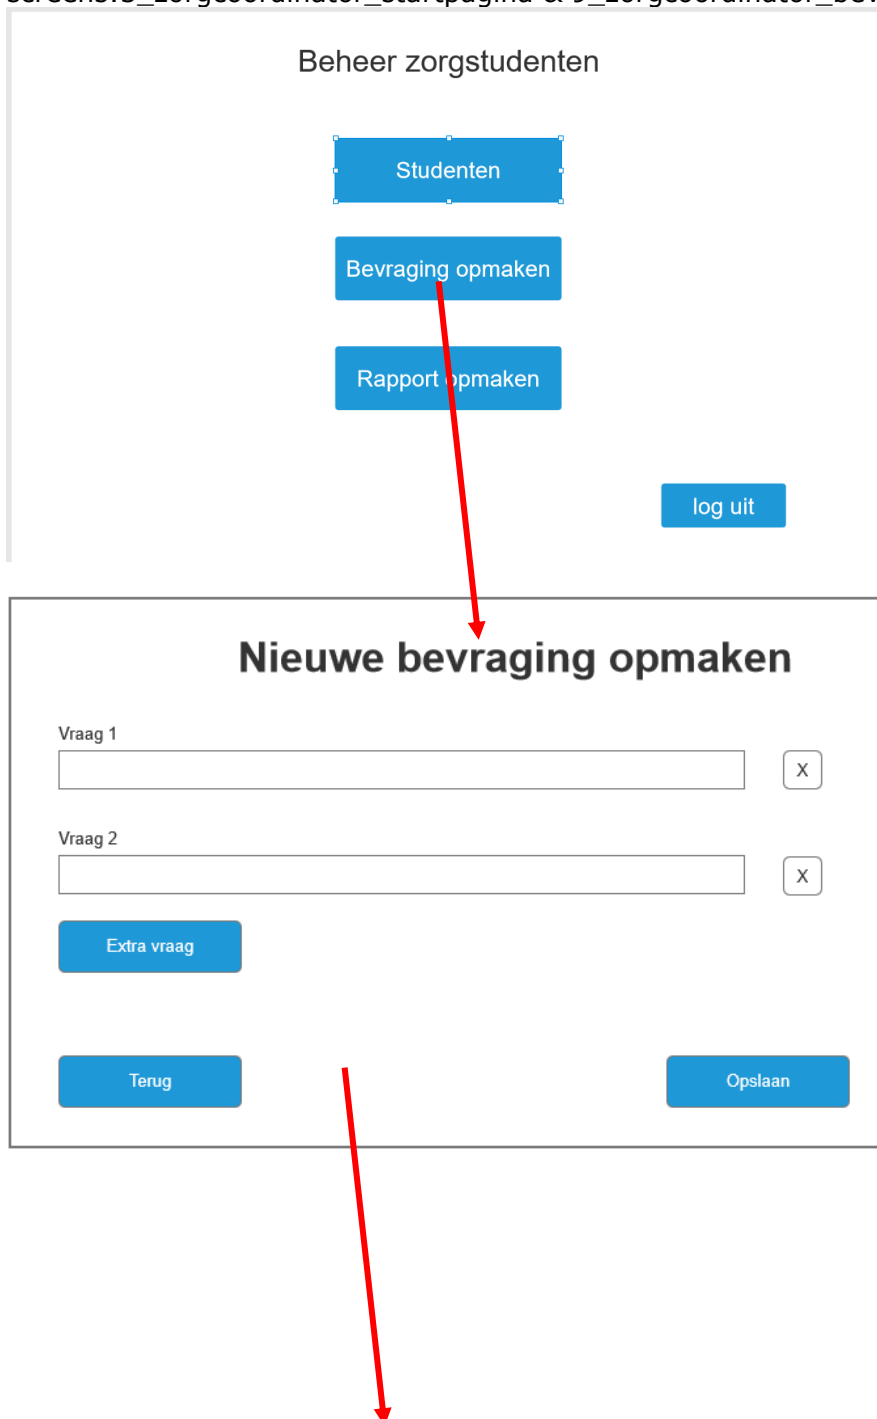 Beheer zorgstudenten
Studenten
Bevraging opmaken
Rapport opmaken
log uit
Nieuwe bevraging opmaken
Vraag 1
X
Vraag 2
X
Extra vraag
Terug
Opslaan